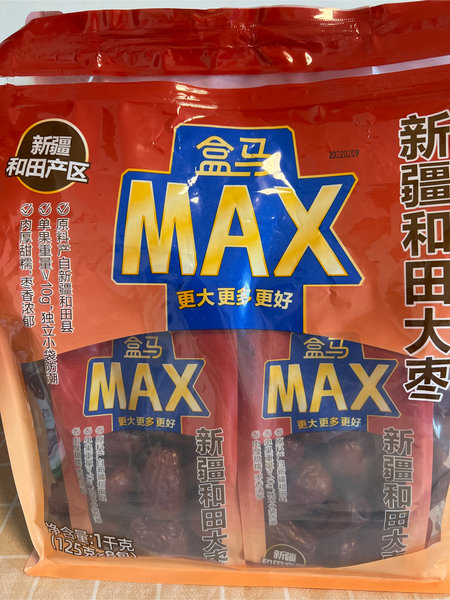 新疆
和田产区
盒马
MAX
更大更多更好
20220209
新疆和田大枣
原料产自新疆和田县
单果重量≥10g,独立小袋防潮
肉厚甜糯,枣香浓郁
盒马
MAX
更大更多更好
新疆和田大枣
盒马
MAX
更大更多更好
新疆和田大枣
新疆
和田产区
净含量:1千克
(125克×8包)